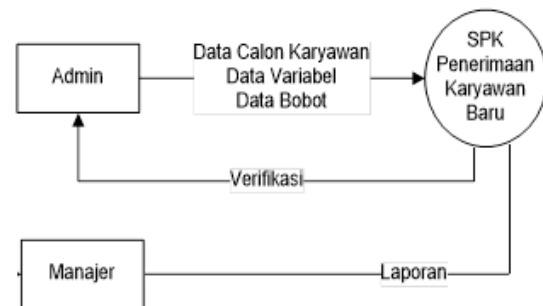 Admin
Data Calon Karyawan
Data Variabel
Data Bobot
SPK
Penerimaan
Karyawan
Baru
Verifikasi
Manajer
Laporan